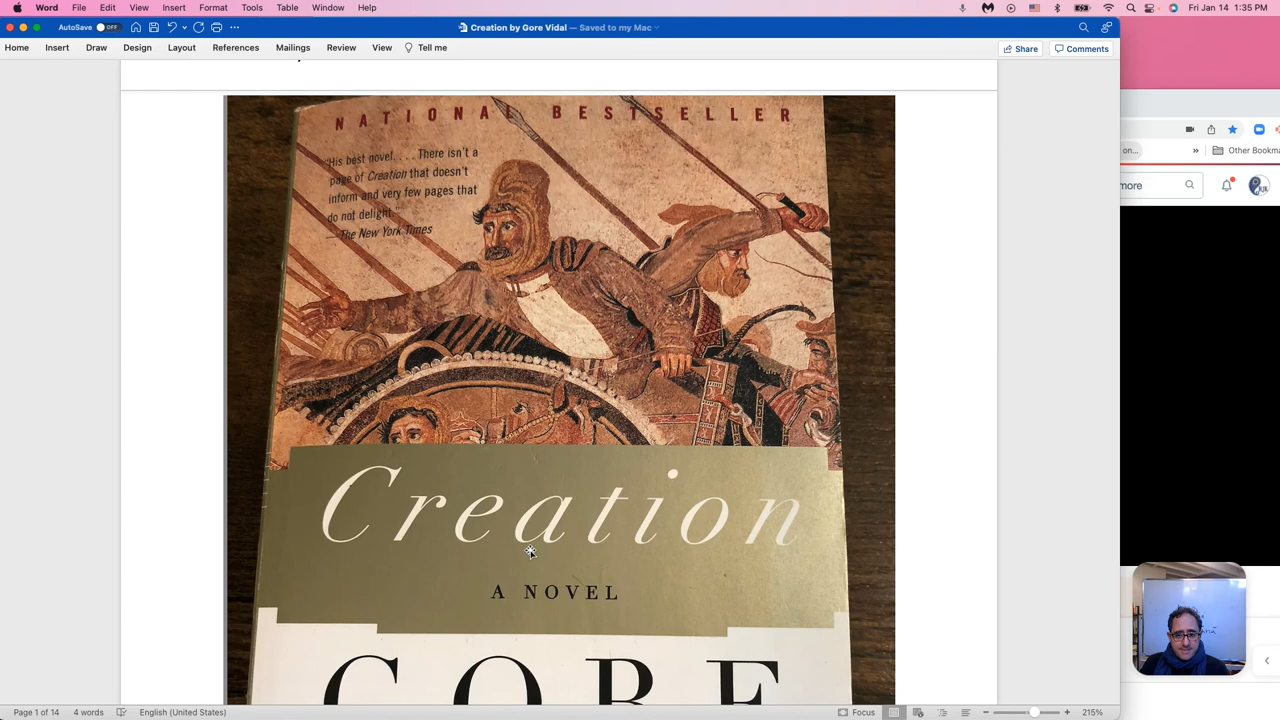 Word File Edit View Insert Format Tools Table Window Help
Fri Jan 14 1:35 PM
AutoSave OFF
Creation by Gore Vidal — Saved to my Mac
Home Insert Draw Design Layout References Mailings Review View Tell me
Share Comments
NATIONAL BESTSELLER
"His best novel. . . . There isn't a
page of Creation that doesn't
inform and very few pages that
do not delight."
—The New York Times
Creation
A NOVEL
GORE
on...
Other Bookma
more
Page 1 of 14 4 words English (United States)
Focus
215%